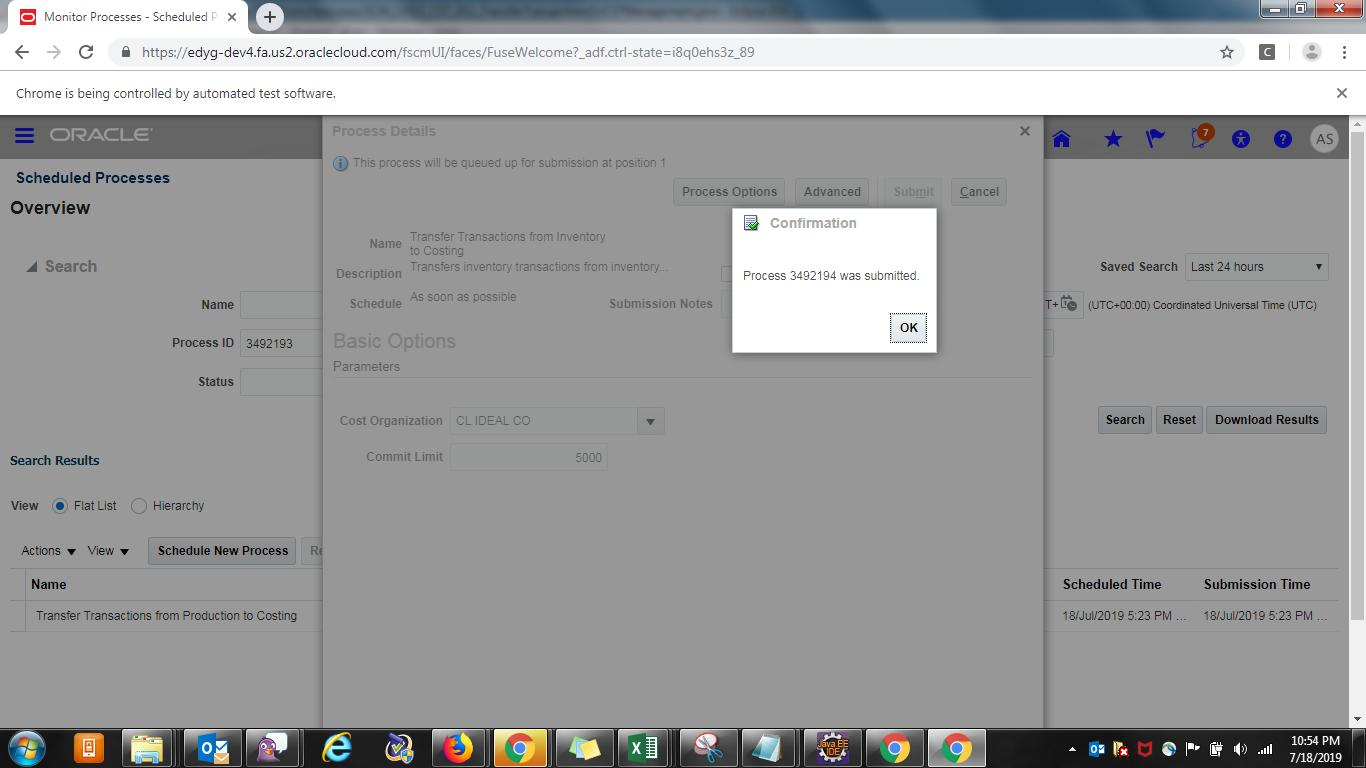 Monitor Processes - Scheduled P
https://edyg-dev4.fa.us2.oraclecloud.com/fscmUI/faces/FuseWelcome?_adf.ctrl-state=i8q0ehs3z_89
C
Chrome is being controlled by automated test software.
ORACLE
Process Details
7
AS
This process will be queued up for submission at position 1
Scheduled Processes
Process Options
Advanced
Submit
Cancel
Overview
Confirmation
Name
Transfer Transactions from Inventory
to Costing
Search
Description
Transfers inventory transactions from inventory...
Process 3492194 was submitted.
Saved Search
Last 24 hours
Name
Schedule
As soon as possible
Submission Notes
T+
(UTC+00:00) Coordinated Universal Time (UTC)
OK
Process ID
3492193
Basic Options
Parameters
Status
Cost Organization
CL IDEAL CO
Search
Reset
Download Results
Commit Limit
5000
Search Results
View
Flat List
Hierarchy
Actions
View
Schedule New Process
Re
Name
Scheduled Time
Submission Time
Transfer Transactions from Production to Costing
18/Jul/2019 5:23 PM ...
18/Jul/2019 5:23 PM ...
Java EE
IDE
10:54 PM
7/18/2019